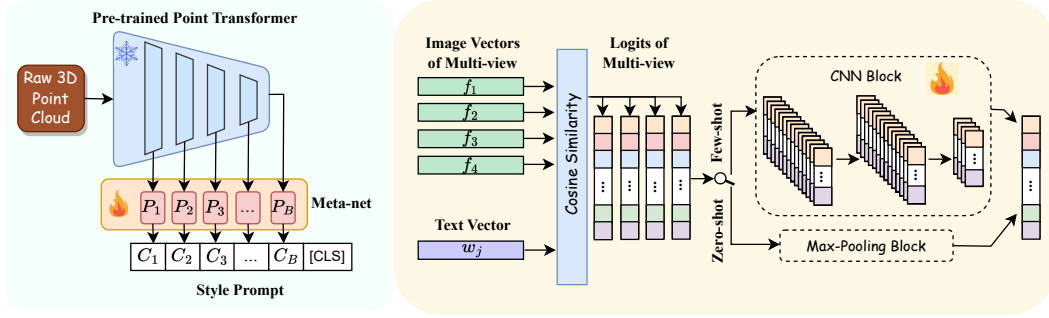 Pre-trained Point Transformer
Raw 3D
Point
Cloud
P1 P2 P3 ... PB
Meta-net
C1 C2 C3 ... CB [CLS]
Style Prompt
Image Vectors
of Multi-view
f1
f2
f3
f4
Text Vector
wj
Cosine Similarity
Logits of
Multi-view
... ... ... ...
Few-shot
Zero-shot
CNN Block
... ... ...
Max-Pooling Block
...